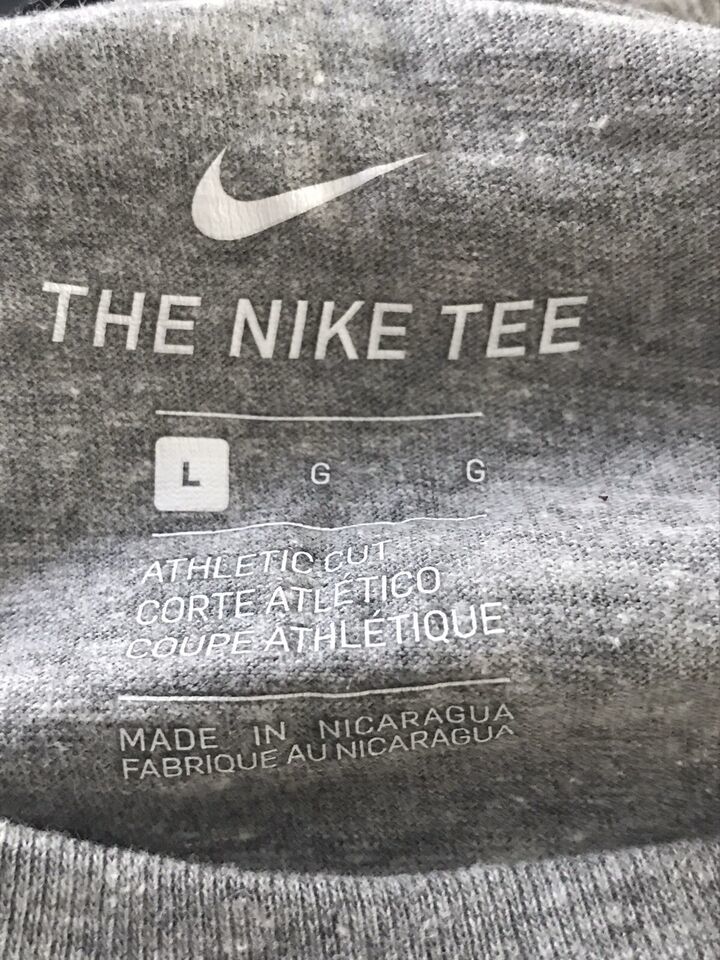 THE NIKE TEE
L G G
ATHLETIC CUT
CORTE ATLÉTICO
COUPE ATHLÉTIQUE
MADE IN NICARAGUA
FABRIQUE AU NICARAGUA